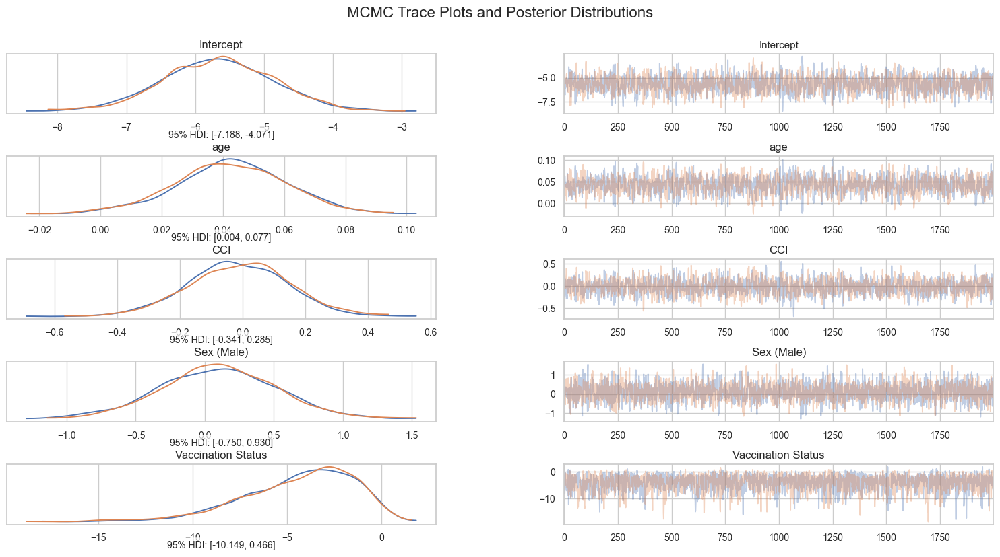 MCMC Trace Plots and Posterior Distributions
Intercept
−8 −7 −6 −5 −4 −3
95% HDI: [-7.188, -4.071]
Intercept
−5.0
−7.5
0 250 500 750 1000 1250 1500 1750
age
−0.02 0.00 0.02 0.04 0.06 0.08 0.10
95% HDI: [0.004, 0.077]
age
0.10
0.05
0.00
0 250 500 750 1000 1250 1500 1750
CCI
−0.6 −0.4 −0.2 0.0 0.2 0.4 0.6
95% HDI: [-0.341, 0.285]
CCI
0.5
0.0
−0.5
0 250 500 750 1000 1250 1500 1750
Sex (Male)
−1.0 −0.5 0.0 0.5 1.0 1.5
95% HDI: [-0.750, 0.930]
Sex (Male)
1
0
−1
0 250 500 750 1000 1250 1500 1750
Vaccination Status
−15 −10 −5 0
95% HDI: [-10.149, 0.466]
Vaccination Status
0
−10
0 250 500 750 1000 1250 1500 1750